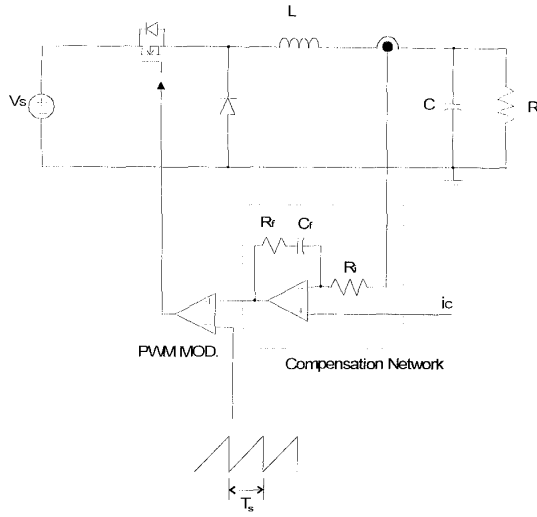 L
Vs
C
R
Rf
Cf
Ri
ic
PWM MOD.
Compensation Network
Ts